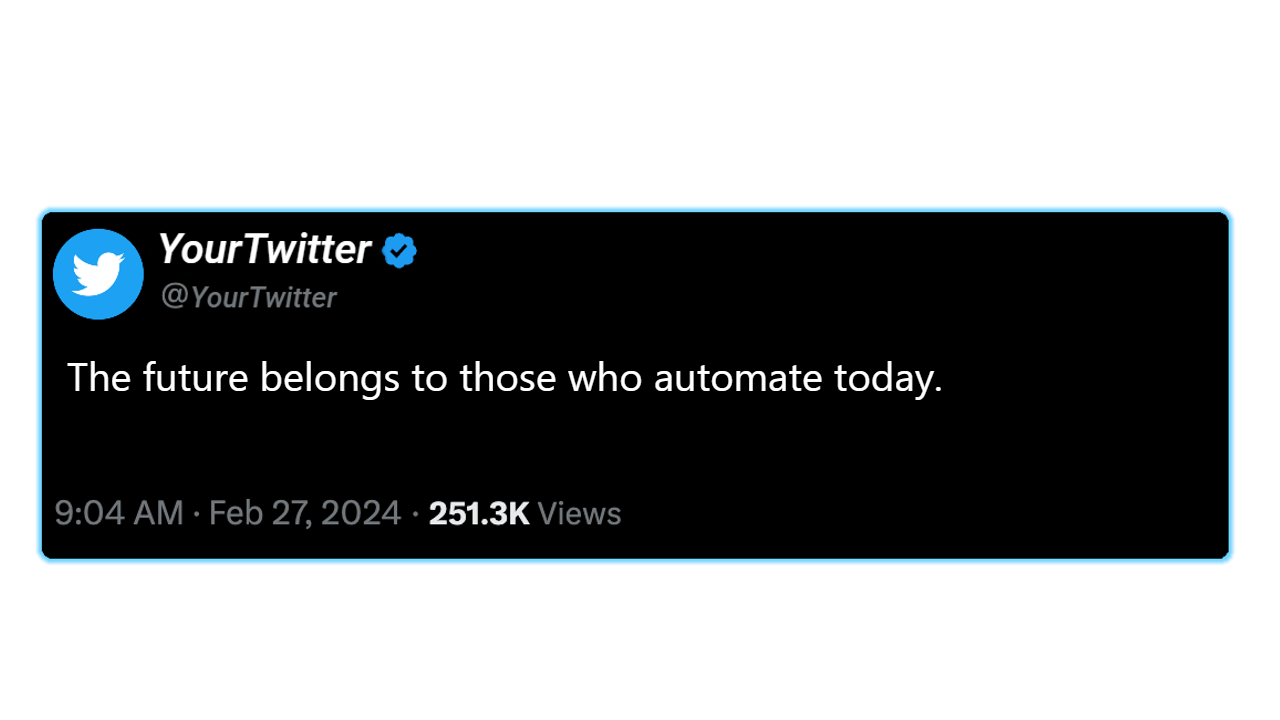 YourTwitter
@YourTwitter
The future belongs to those who automate today.
9:04 AM · Feb 27, 2024 · 251.3K Views